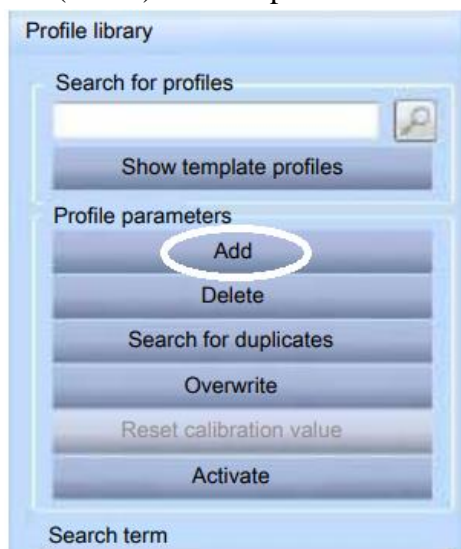 Profile library
Search for profiles
Show template profiles
Profile parameters
Add
Delete
Search for duplicates
Overwrite
Reset calibration value
Activate
Search term